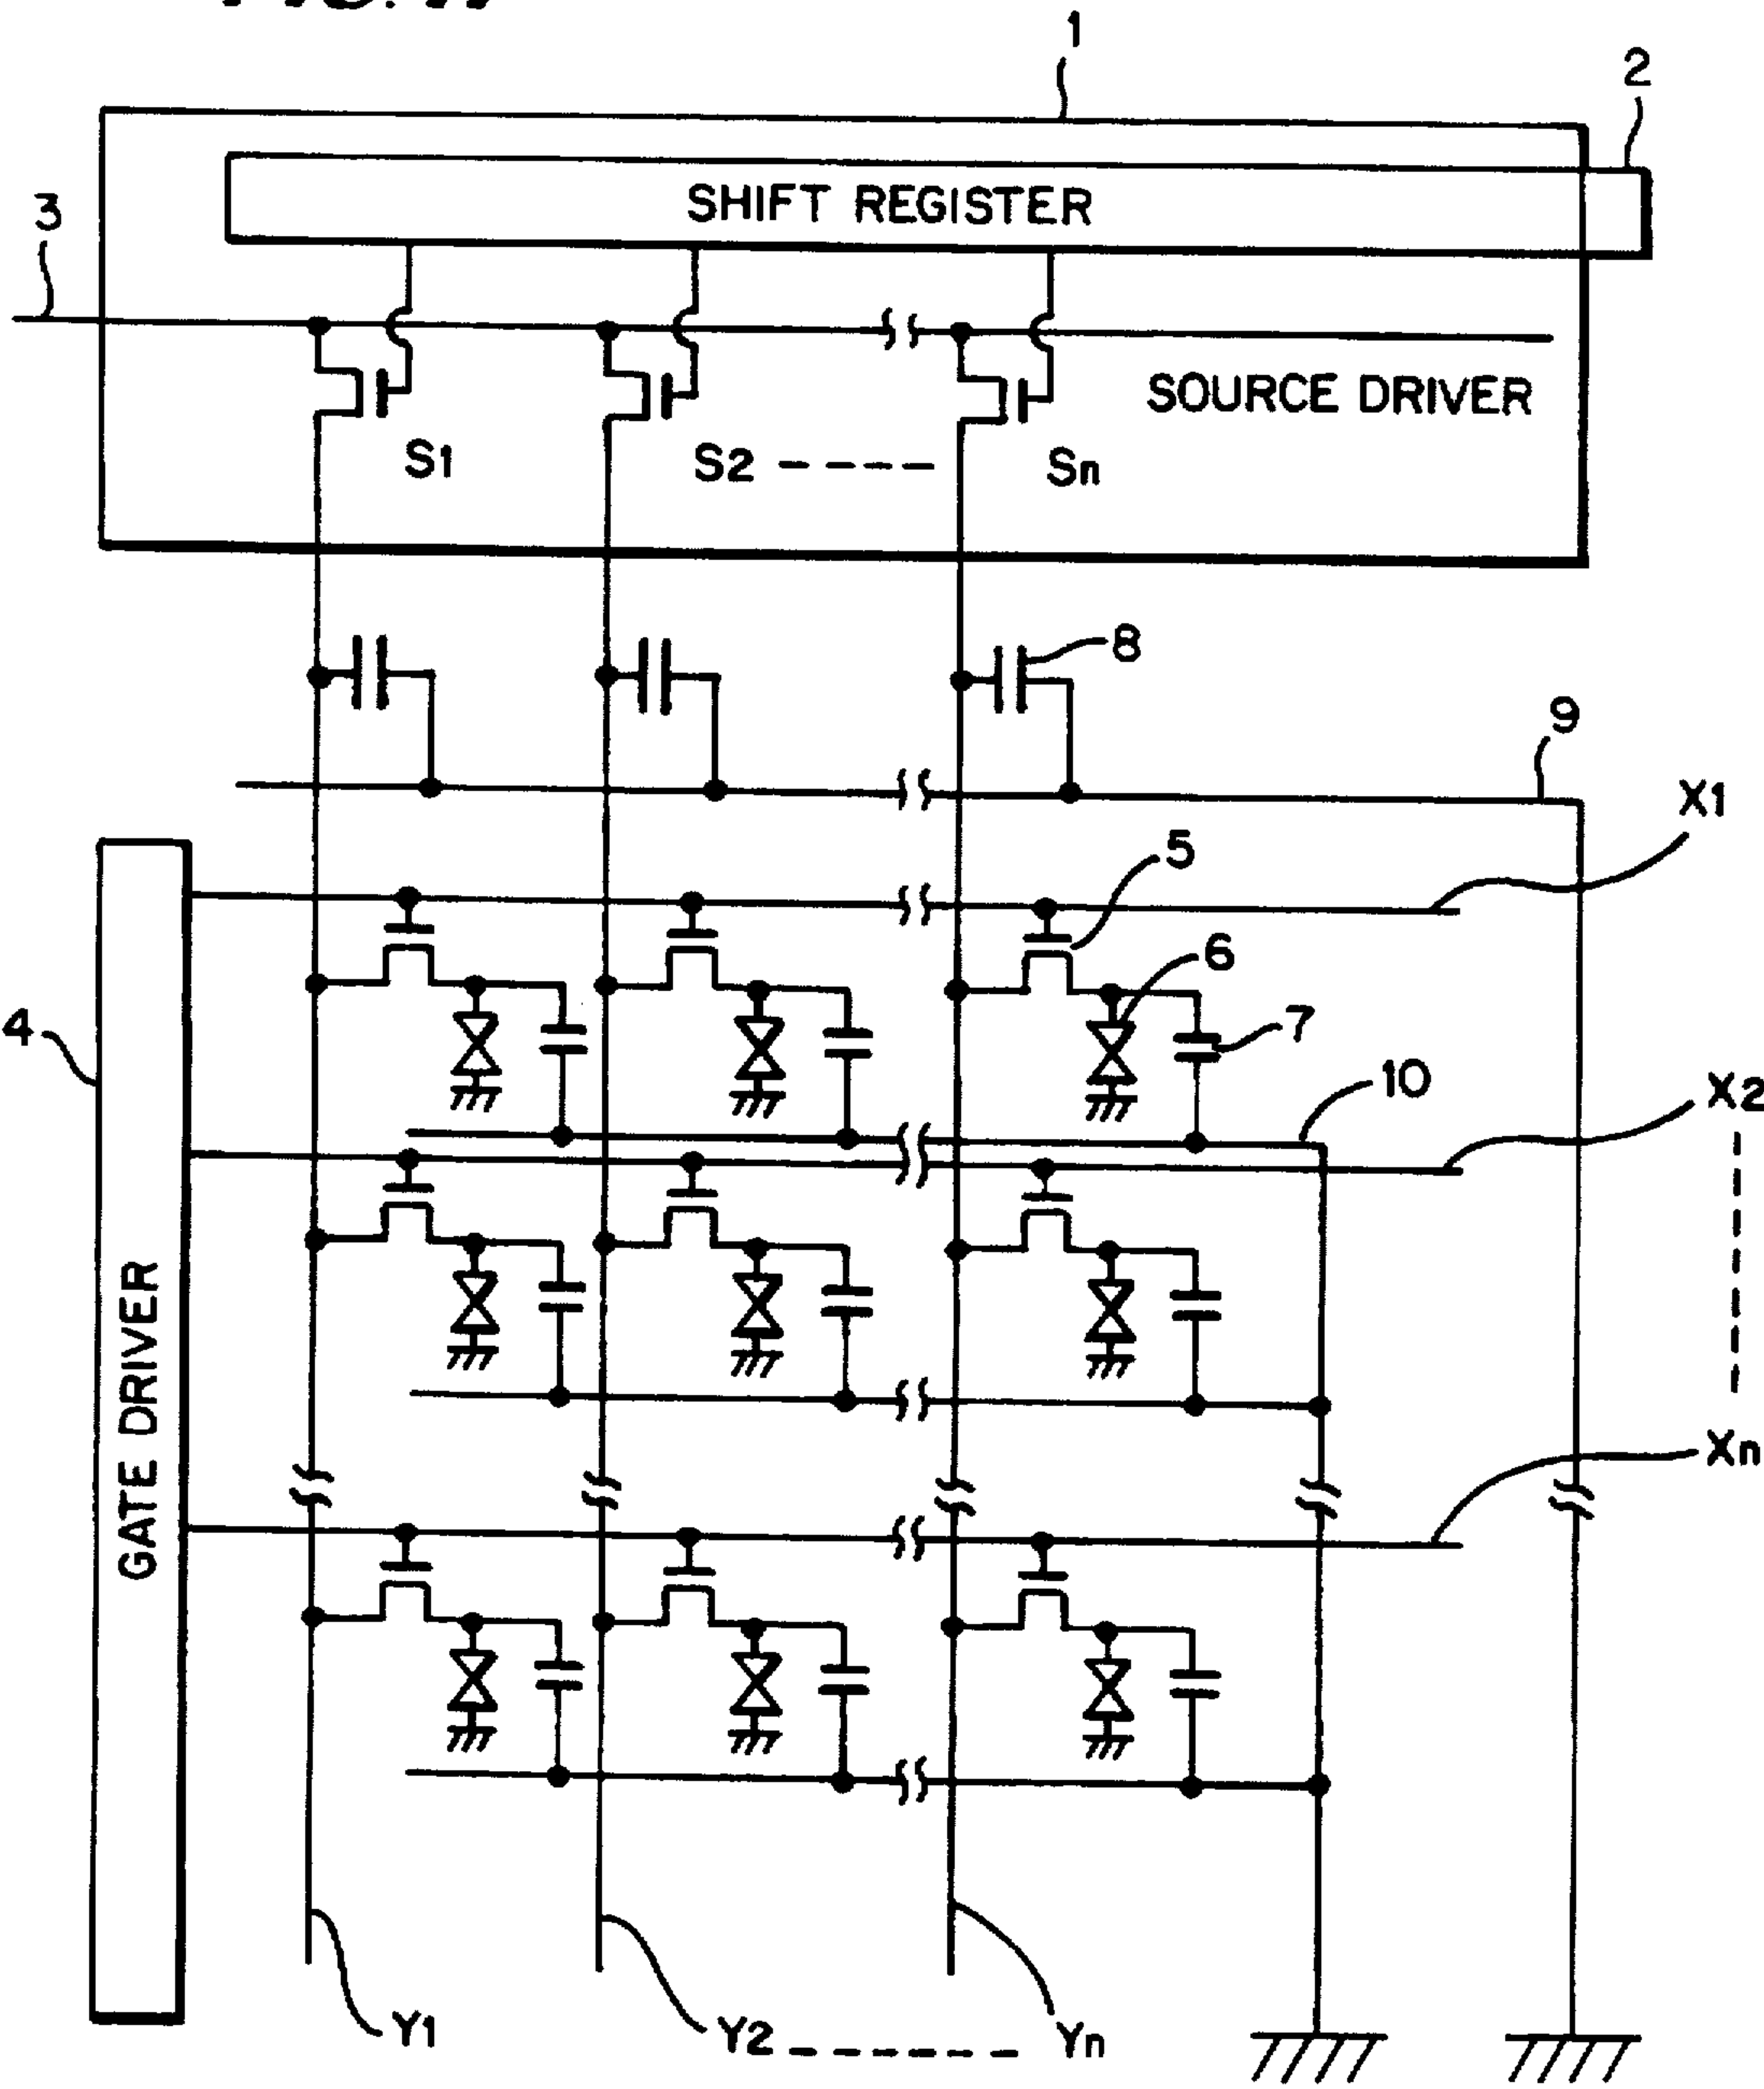 1
2
SHIFT REGISTER
3
SOURCE DRIVER
S1 S2 ----- Sn
8
9
X1
5
6
7
4
10
X2
GATE DRIVER
Xn
Y1 Y2 ------- Yn